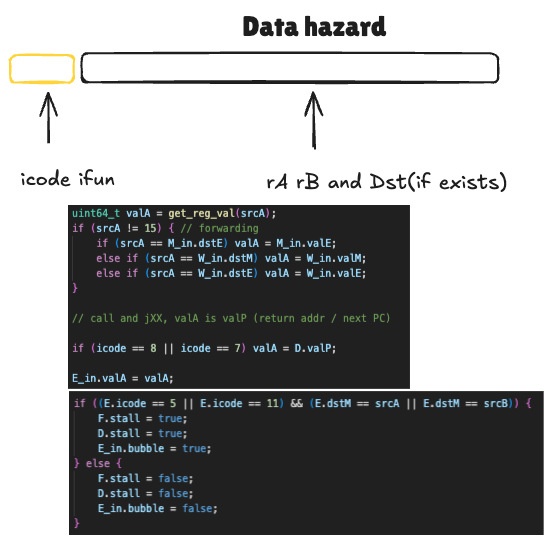 Data hazard
icode ifun
rA rB and Dst(if exists)
uint64_t valA = get_reg_val(srcA);
if (srcA != 15) { // forwarding
    if (srcA == M_in.dstE) valA = M_in.valE;
    else if (srcA == W_in.dstM) valA = W_in.valM;
    else if (srcA == W_in.dstE) valA = W_in.valE;
}
// call and jXX, valA is valP (return addr / next PC)
if (icode == 8 || icode == 7) valA = D.valP;
E_in.valA = valA;
if ((E.icode == 5 || E.icode == 11) && (E.dstM == srcA || E.dstM == srcB)) {
    F.stall = true;
    D.stall = true;
    E_in.bubble = true;
} else {
    F.stall = false;
    D.stall = false;
    E_in.bubble = false;
}